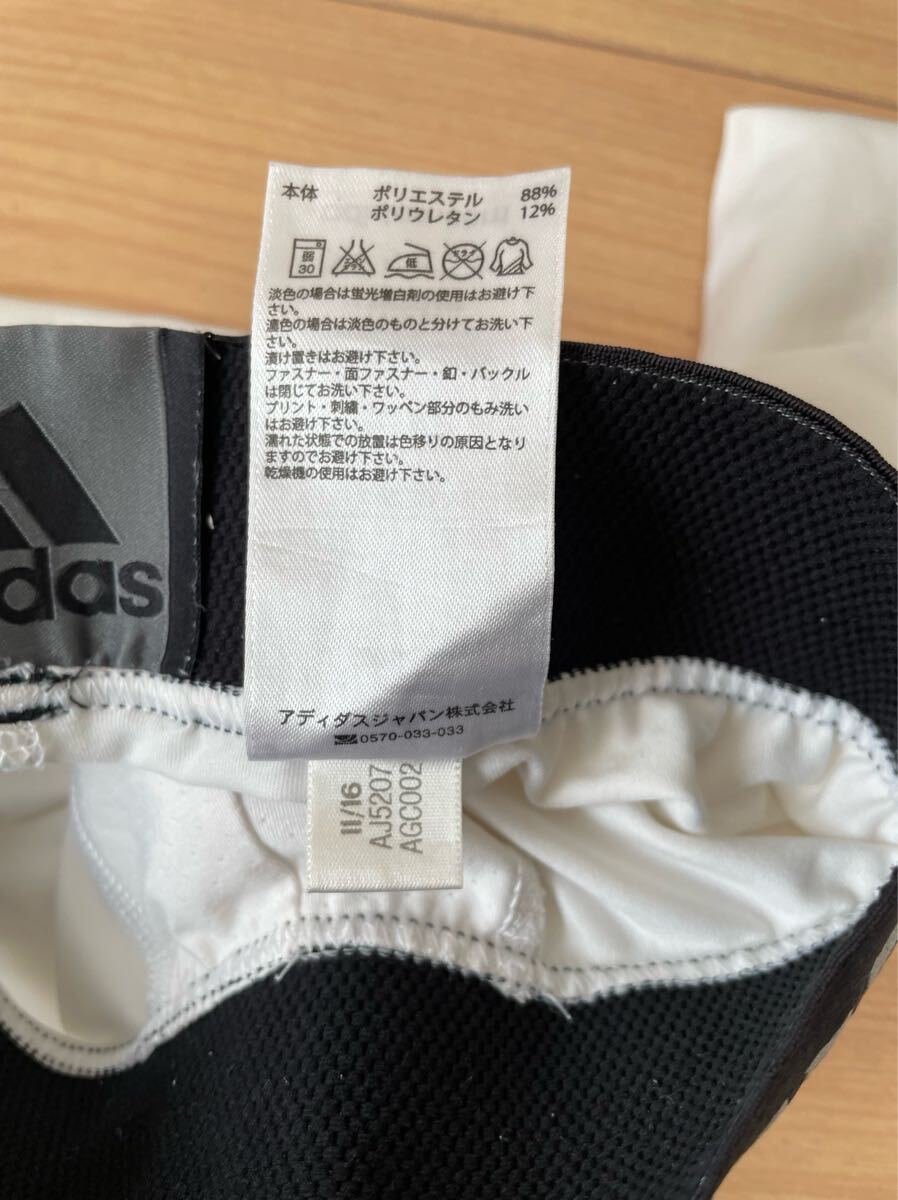 本体 ポリエステル 88%
ポリウレタン 12%
弱 30 エンソ サラシ 低 ドライ
淡色の場合は蛍光増白剤の使用はお避け下
さい。
濃色の場合は淡色のものと分けてお洗い下
さい。
漬け置きはお避け下さい。
ファスナー・面ファスナー・釦・バックル
は閉じてお洗い下さい。
プリント・刺繍・ワッペン部分のもみ洗い
はお避け下さい。
濡れた状態での放置は色移りの原因となり
ますのでお避け下さい。
乾燥機の使用はお避け下さい。
das
アディダスジャパン株式会社
0570-033-033
11/16
AJ5207
AGC002